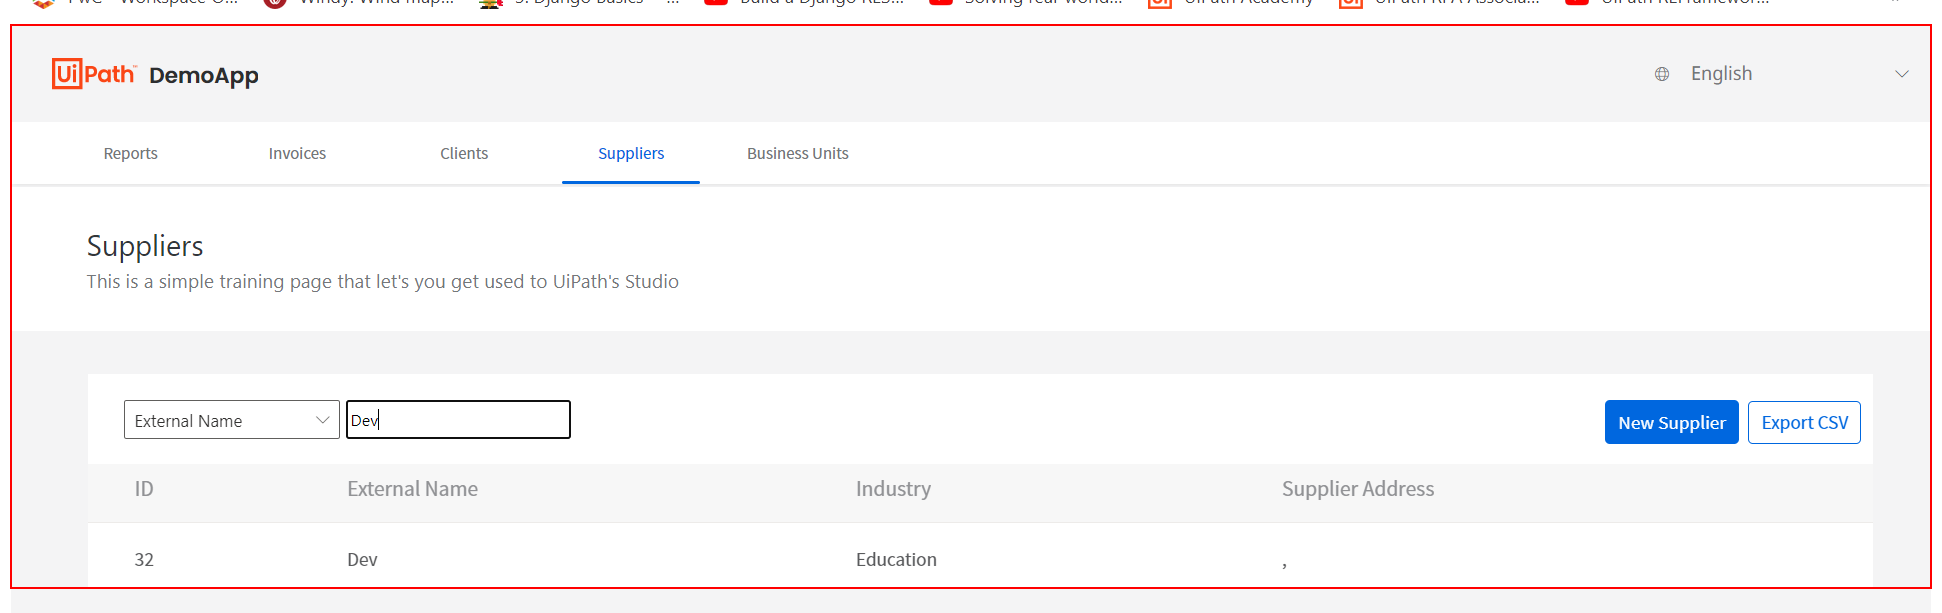 UiPath™ DemoApp English
Reports Invoices Clients Suppliers Business Units
Suppliers
This is a simple training page that let's you get used to UiPath's Studio
External Name Dev New Supplier Export CSV
ID External Name Industry Supplier Address
32 Dev Education ,